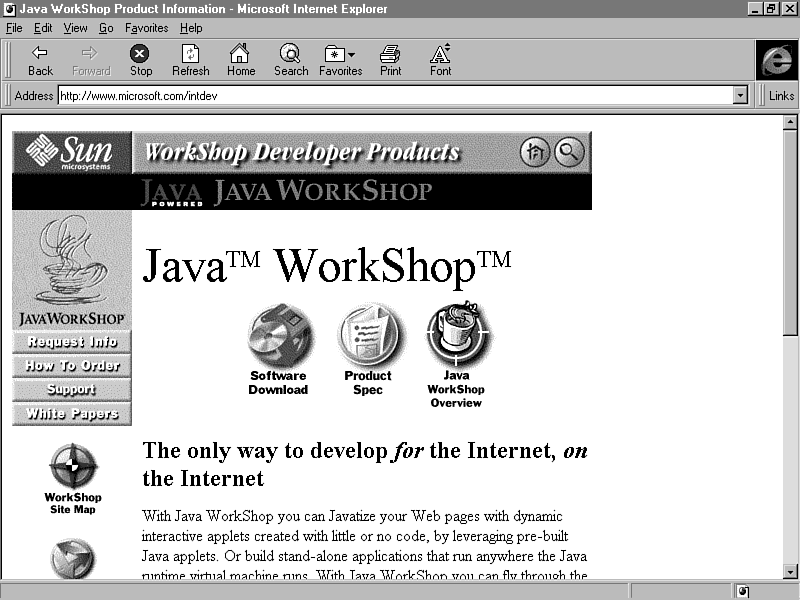 Java WorkShop Product Information - Microsoft Internet Explorer
File Edit View Go Favorites Help
Back Forward Stop Refresh Home Search Favorites Print Font
Address http://www.microsoft.com/intdev Links
Sun microsystems
WorkShop Developer Products
JAVA POWERED JAVA WORKSHOP
Java™ WorkShop™
JAVAWORKSHOP
Request Info
How To Order
Support
White Papers
Software Download
Product Spec
Java WorkShop Overview
WorkShop
Site Map
The only way to develop for the Internet, on
the Internet
With Java WorkShop you can Javatize your Web pages with dynamic
interactive applets created with little or no code, by leveraging pre-built
Java applets. Or build stand-alone applications that run anywhere the Java
runtime virtual machine runs. With Java WorkShop you can fly through the